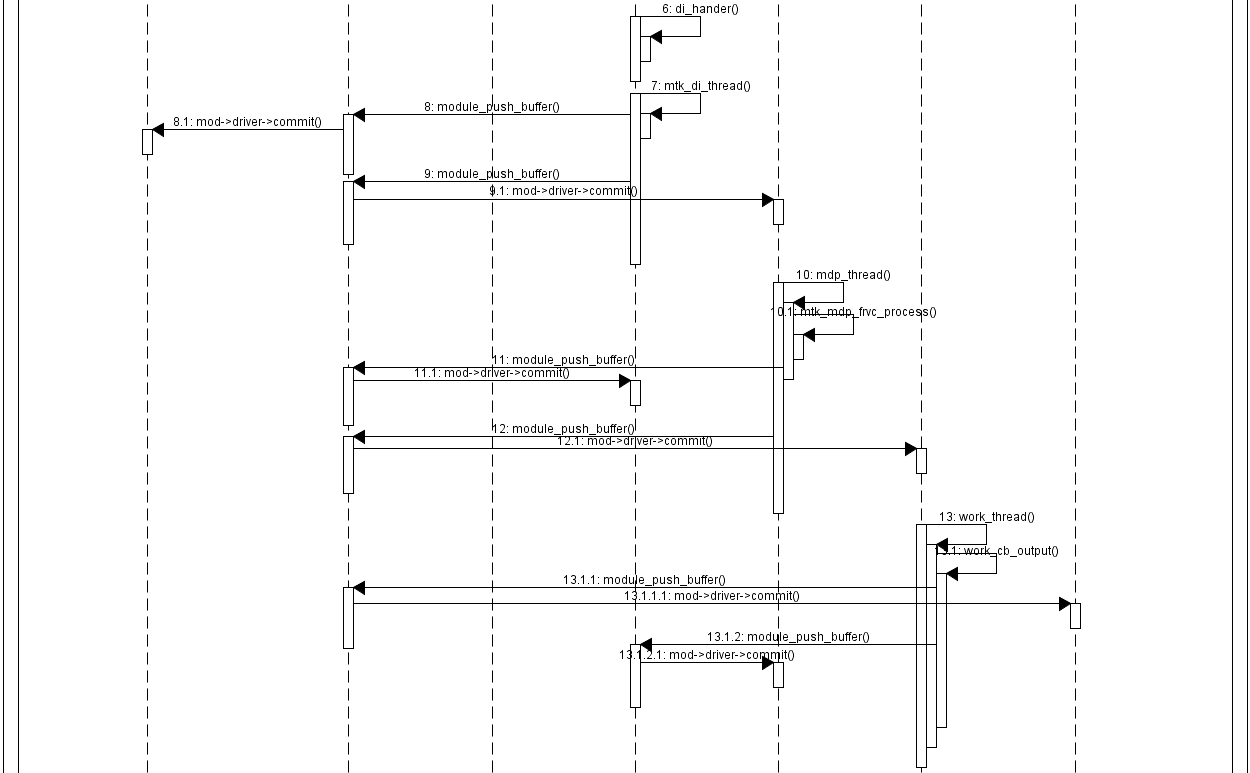 6: di_hander()
7: mtk_di_thread()
8: module_push_buffer()
8.1: mod->driver->commit()
9: module_push_buffer()
9.1: mod->driver->commit()
10: mdp_thread()
10.1: mtk_mdp_frvc_process()
11: module_push_buffer()
11.1: mod->driver->commit()
12: module_push_buffer()
12.1: mod->driver->commit()
13: work_thread()
13.1: work_cb_output()
13.1.1: module_push_buffer()
13.1.1.1: mod->driver->commit()
13.1.2: module_push_buffer()
13.1.2.1: mod->driver->commit()